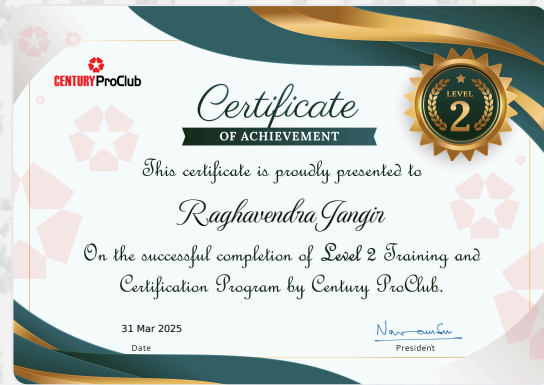 CENTURY ProClub
LEVEL
2
Certificate
OF ACHIEVEMENT
This certificate is proudly presented to
Raghavendra Jangir
On the successful completion of Level 2 Training and
Certification Program by Century ProClub.
31 Mar 2025
Date
President